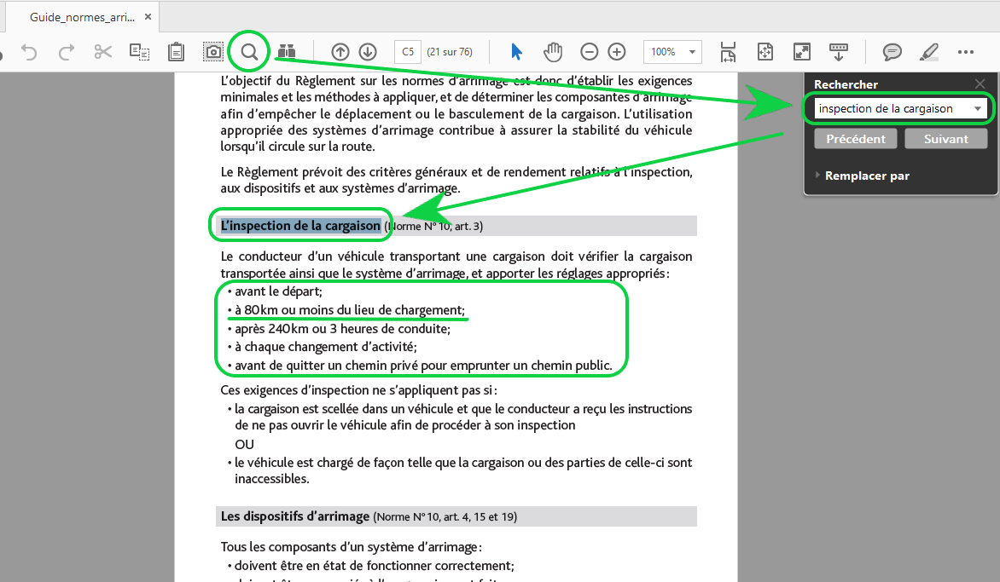 Guide_normes_arri... ×
C5 (21 sur 76) 100%
L’objectif du Règlement sur les normes d’arrimage est donc d’établir les exigences
minimales et les méthodes à appliquer, et de déterminer les composantes d’arrimage
afin d’empêcher le déplacement ou le basculement de la cargaison. L’utilisation
appropriée des systèmes d’arrimage contribue à assurer la stabilité du véhicule
lorsqu’il circule sur la route.
Le Règlement prévoit des critères généraux et de rendement relatifs à l’inspection,
aux dispositifs et aux systèmes d’arrimage.
L’inspection de la cargaison (Norme N° 10, art. 3)
Le conducteur d’un véhicule transportant une cargaison doit vérifier la cargaison
transportée ainsi que le système d’arrimage, et apporter les réglages appropriés :
• avant le départ;
• à 80 km ou moins du lieu de chargement;
• après 240 km ou 3 heures de conduite;
• à chaque changement d’activité;
• avant de quitter un chemin privé pour emprunter un chemin public.
Ces exigences d’inspection ne s’appliquent pas si :
• la cargaison est scellée dans un véhicule et que le conducteur a reçu les instructions
de ne pas ouvrir le véhicule afin de procéder à son inspection
OU
• le véhicule est chargé de façon telle que la cargaison ou des parties de celle-ci sont
inaccessibles.
Les dispositifs d’arrimage (Norme N° 10, art. 4, 15 et 19)
Tous les composants d’un système d’arrimage :
• doivent être en état de fonctionner correctement;
Rechercher
inspection de la cargaison
Précédent Suivant
Remplacer par